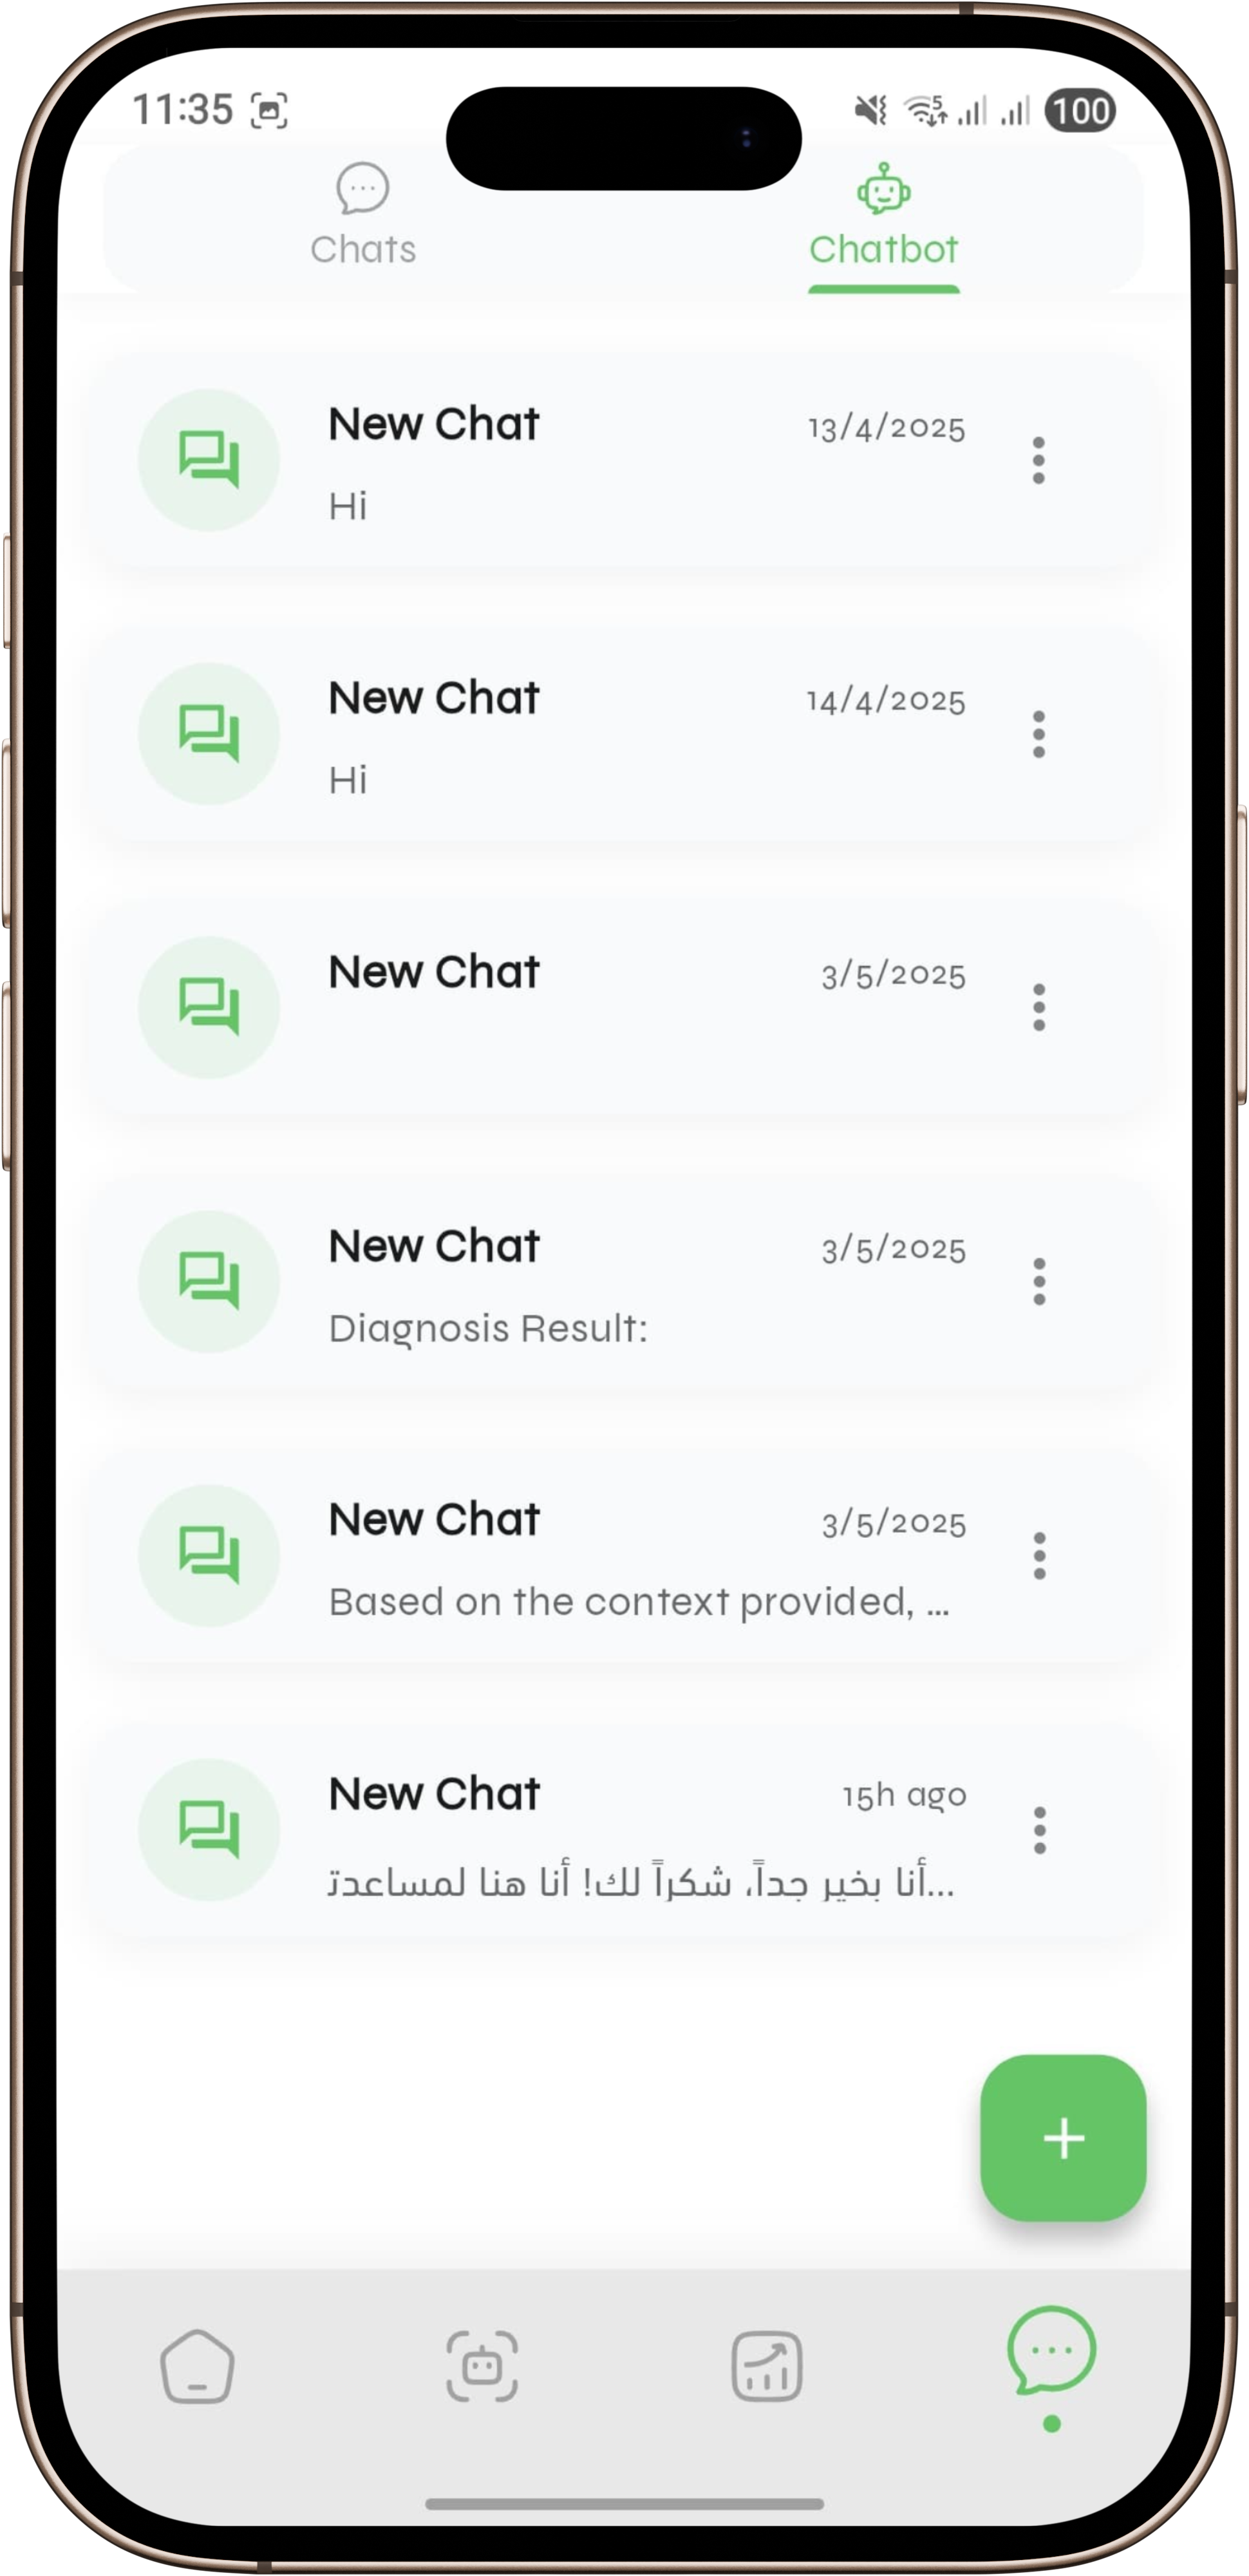 11:35
5
100
Chats
Chatbot
New Chat
13/4/2025
Hi
New Chat
14/4/2025
Hi
New Chat
3/5/2025
New Chat
3/5/2025
Diagnosis Result:
New Chat
3/5/2025
Based on the context provided, ...
New Chat
15h ago
أنا بخير جداً، شكراً لك! أنا هنا لمساعدتـ...